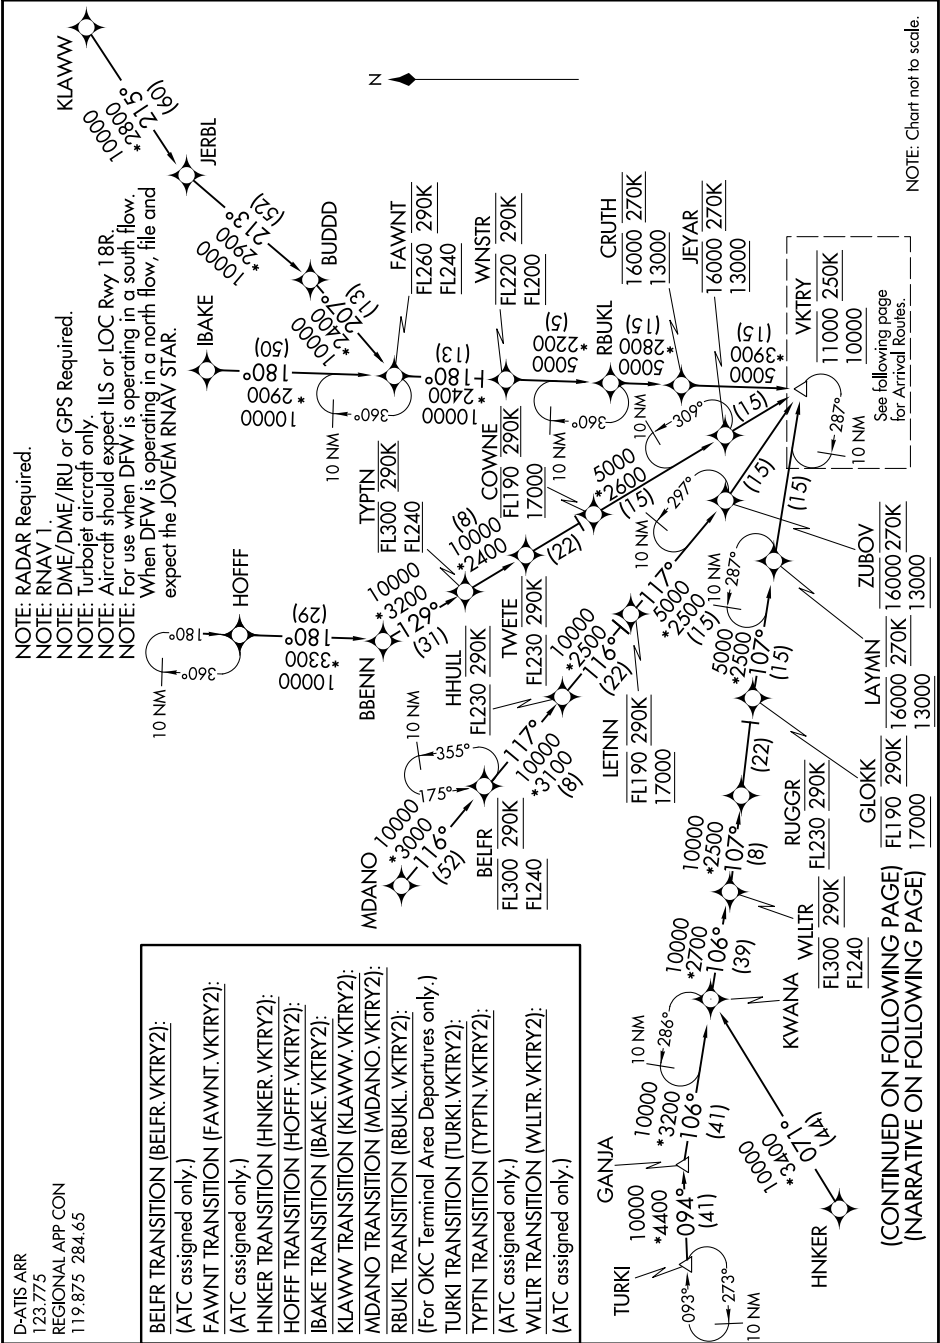 D-ATIS ARR
123.775
REGIONAL APP CON
119.875 284.65
NOTE: RADAR Required.
NOTE: RNAV 1.
NOTE: DME/DME/IRU or GPS Required.
NOTE: Turbojet aircraft only.
NOTE: Aircraft should expect ILS or LOC Rwy 18R.
NOTE: For use when DFW is operating in a south flow.
When DFW is operating in a north flow, file and
expect the JOVEM RNAV STAR.
BELFR TRANSITION (BELFR.VKTRY2):
(ATC assigned only.)
FAWNT TRANSITION (FAWNT.VKTRY2):
(ATC assigned only.)
HNKER TRANSITION (HNKER.VKTRY2):
HOFFF TRANSITION (HOFFF.VKTRY2):
IBAKE TRANSITION (IBAKE.VKTRY2):
KLAWW TRANSITION (KLAWW.VKTRY2):
MDANO TRANSITION (MDANO.VKTRY2):
RBUKL TRANSITION (RBUKL.VKTRY2):
(For OKC Terminal Area Departures only.)
TURKI TRANSITION (TURKI.VKTRY2):
TYPTN TRANSITION (TYPTN.VKTRY2):
(ATC assigned only.)
WLLTR TRANSITION (WLLTR.VKTRY2):
(ATC assigned only.)
KLAWW
10000
*2800
215°
(60)
JERBL
10000
*2900
213°
(52)
BUDDD
10000
*2400
207°
(13)
IBAKE
(50)
180°
*2900
10000
N
FAWNT
FL260 290K
FL240
10 NM
360°
(13)
180°
*2400
10000
WNSTR
FL220 290K
FL200
(5)
*2200
5000
10 NM
360°
RBUKL
(15)
*2800
5000
CRUTH
16000 270K
13000
(15)
*3900
5000
JEYAR
16000 270K
13000
10 NM
309°
(15)
VKTRY
11000 250K
10000
See following page
for Arrival Routes.
287°
10 NM
HOFFF
10 NM
180°
360°
(29)
180°
*3300
10000
BBENN
10000
*3200
129°
(31)
TYPTN
FL300 290K
FL240
(8)
10000
*2400
TWETE
FL230 290K
(22)
COWNE
FL190 290K
17000
5000
*2600
(15)
MDANO
10000
*3000
116°
(52)
10 NM
355°
175°
BELFR
FL300 290K
FL240
117°
10000
*3100
(8)
HHULL
FL230 290K
10000
*2500
116°
(22)
LETNN
FL190 290K
17000
117°
5000
*2500
(15)
10 NM
297°
(15)
ZUBOV
16000 270K
13000
TURKI
093°
273°
10 NM
10000
*4400
094°
(41)
GANJA
10000
*3200
106°
(41)
10 NM
286°
KWANA
HNKER
10000
*3400
071°
(44)
10000
*2700
106°
(39)
WLLTR
FL300 290K
FL240
10000
*2500
107°
(8)
RUGGR
FL230 290K
(22)
GLOKK
FL190 290K
17000
5000
*2500
107°
(15)
10 NM
287°
LAYMN
16000 270K
13000
(15)
NOTE: Chart not to scale.
(CONTINUED ON FOLLOWING PAGE)
(NARRATIVE ON FOLLOWING PAGE)